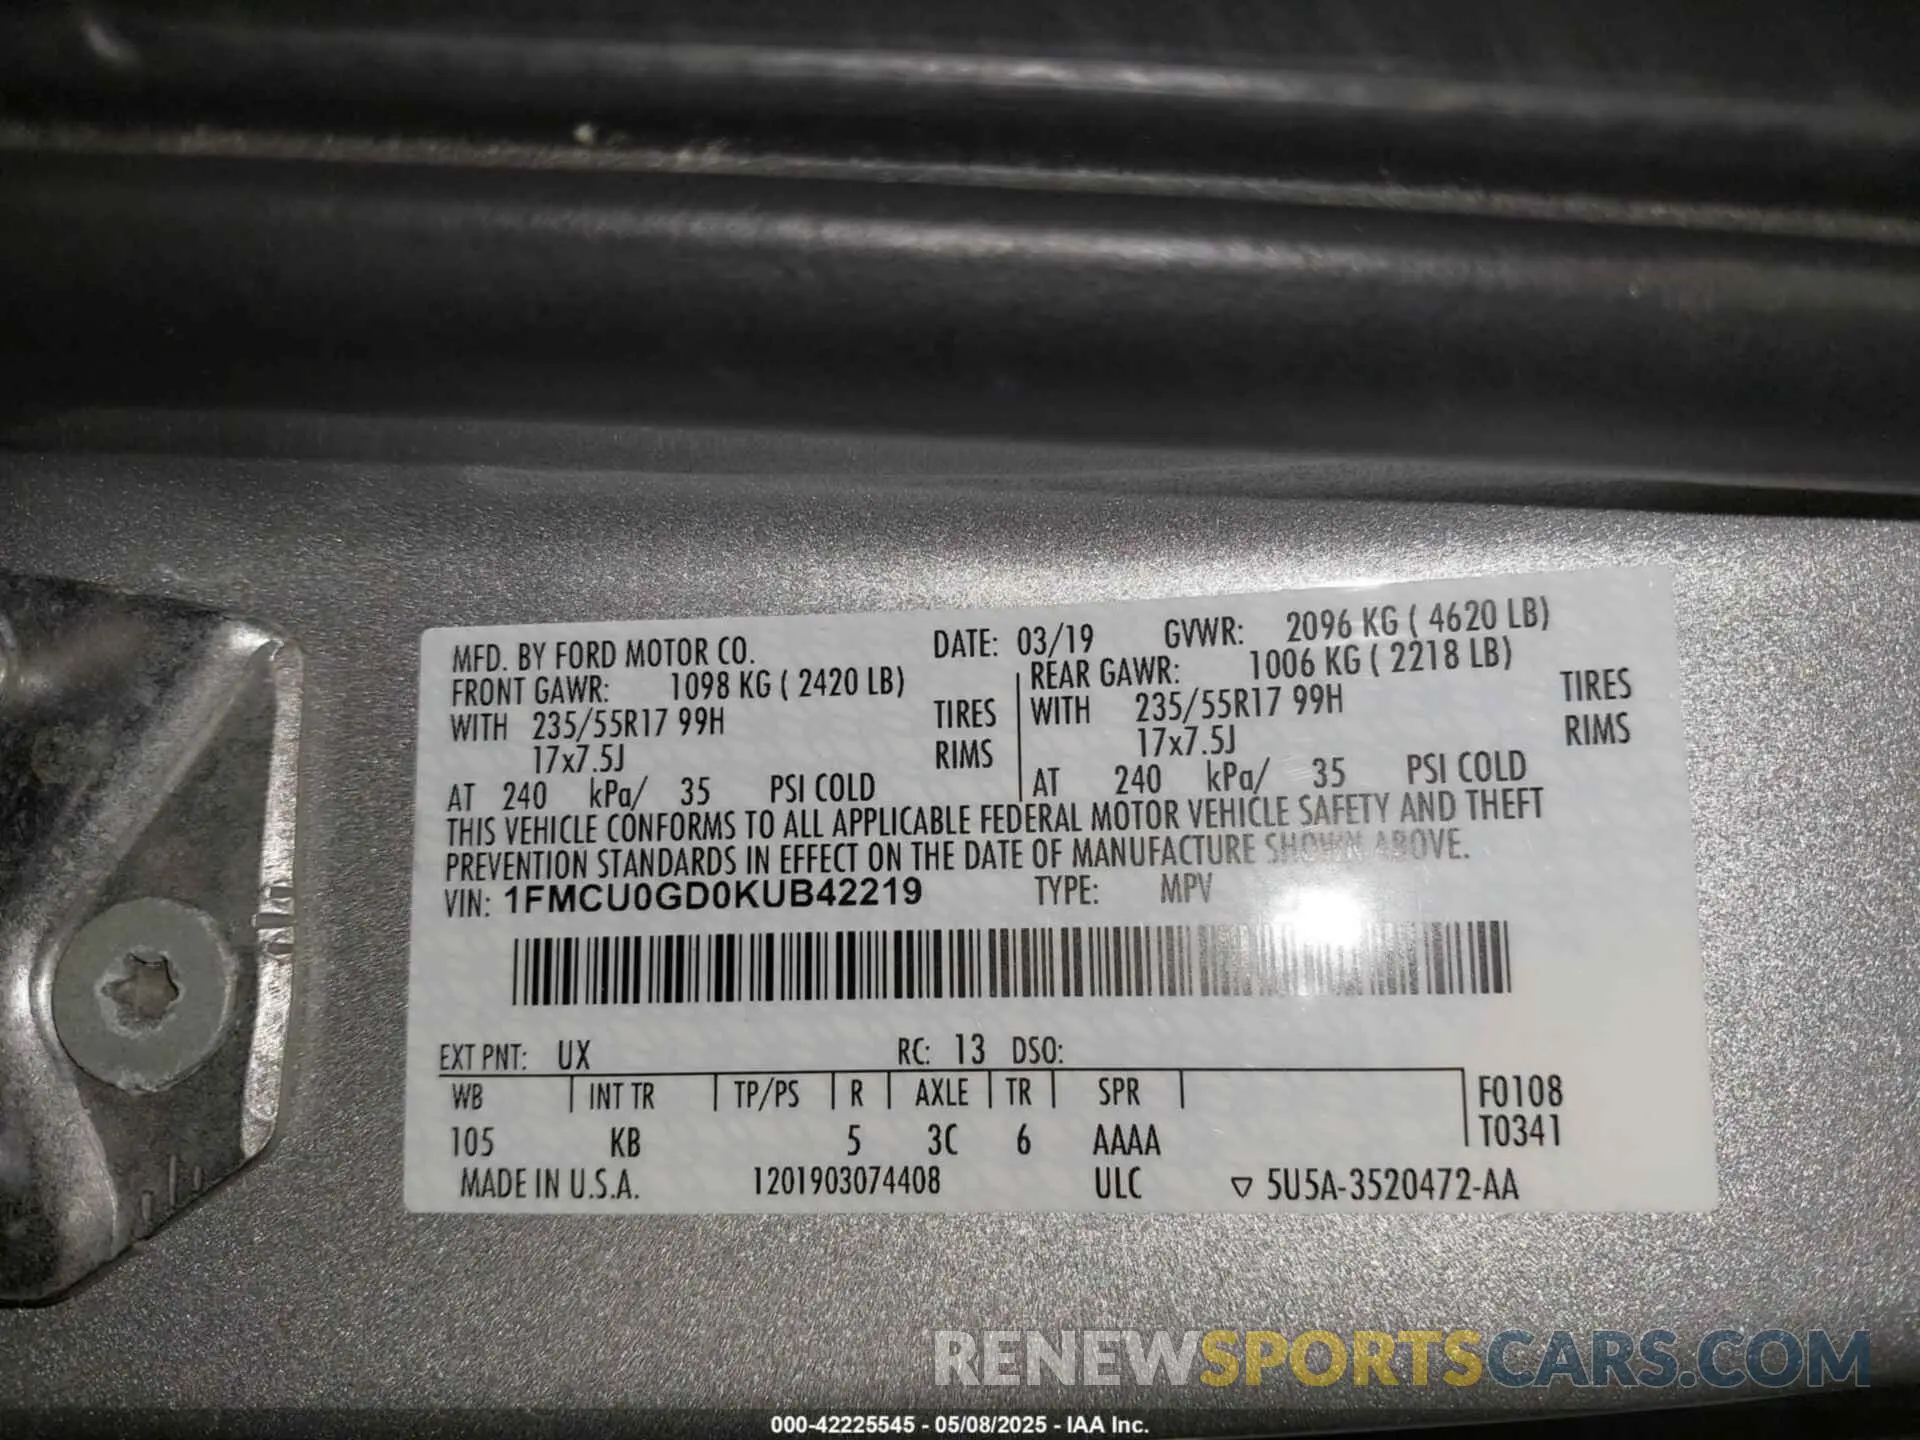 MFD. BY FORD MOTOR CO. DATE: 03/19 GVWR: 2096 KG ( 4620 LB)
FRONT GAWR: 1098 KG ( 2420 LB) REAR GAWR: 1006 KG ( 2218 LB)
WITH 235/55R17 99H TIRES WITH 235/55R17 99H TIRES
17x7.5J RIMS 17x7.5J RIMS
AT 240 kPa/ 35 PSI COLD AT 240 kPa/ 35 PSI COLD
THIS VEHICLE CONFORMS TO ALL APPLICABLE FEDERAL MOTOR VEHICLE SAFETY AND THEFT
PREVENTION STANDARDS IN EFFECT ON THE DATE OF MANUFACTURE SHOWN ABOVE.
VIN: 1FMCU0GD0KUB42219 TYPE: MPV
EXT PNT: UX RC: 13 DSO:
WB INT TR TP/PS R AXLE TR SPR F0108
105 KB 5 3C 6 AAAA T0341
MADE IN U.S.A. 1201903074408 ULC ▽ 5U5A-3520472-AA
RENEWSPORTSCARS.COM
000-42225545 - 05/08/2025 - IAA Inc.